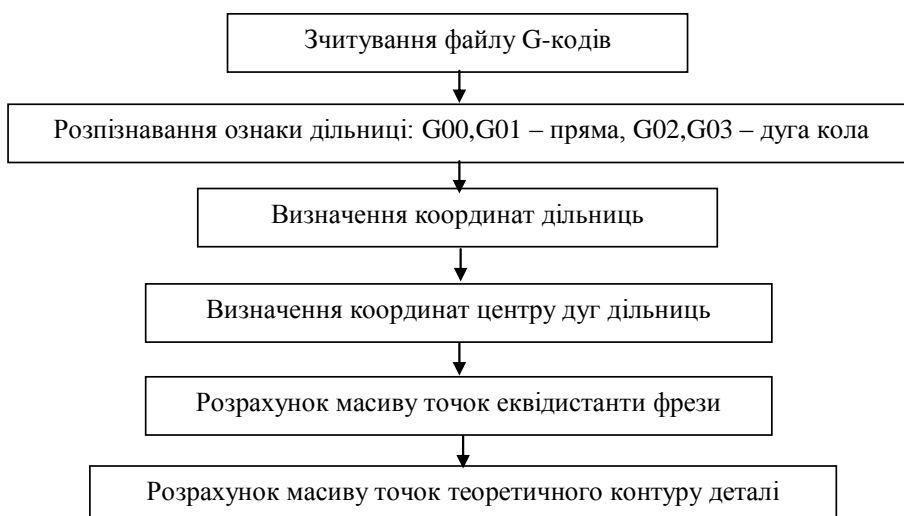 Зчитування файлу G-кодів
Розпізнавання ознаки дільниці: G00,G01 – пряма, G02,G03 – дуга кола
Визначення координат дільниць
Визначення координат центру дуг дільниць
Розрахунок масиву точок еквідистанти фрези
Розрахунок масиву точок теоретичного контуру деталі